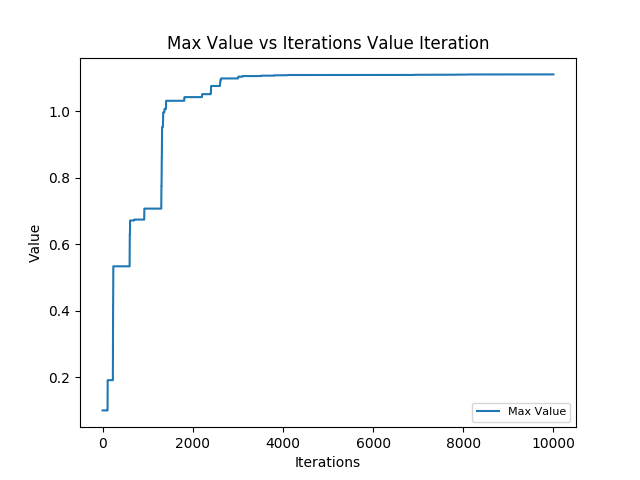 Max Value vs Iterations Value Iteration
1.0
0.8
0.6
0.4
0.2
Value
0 2000 4000 6000 8000 10000
Iterations
Max Value